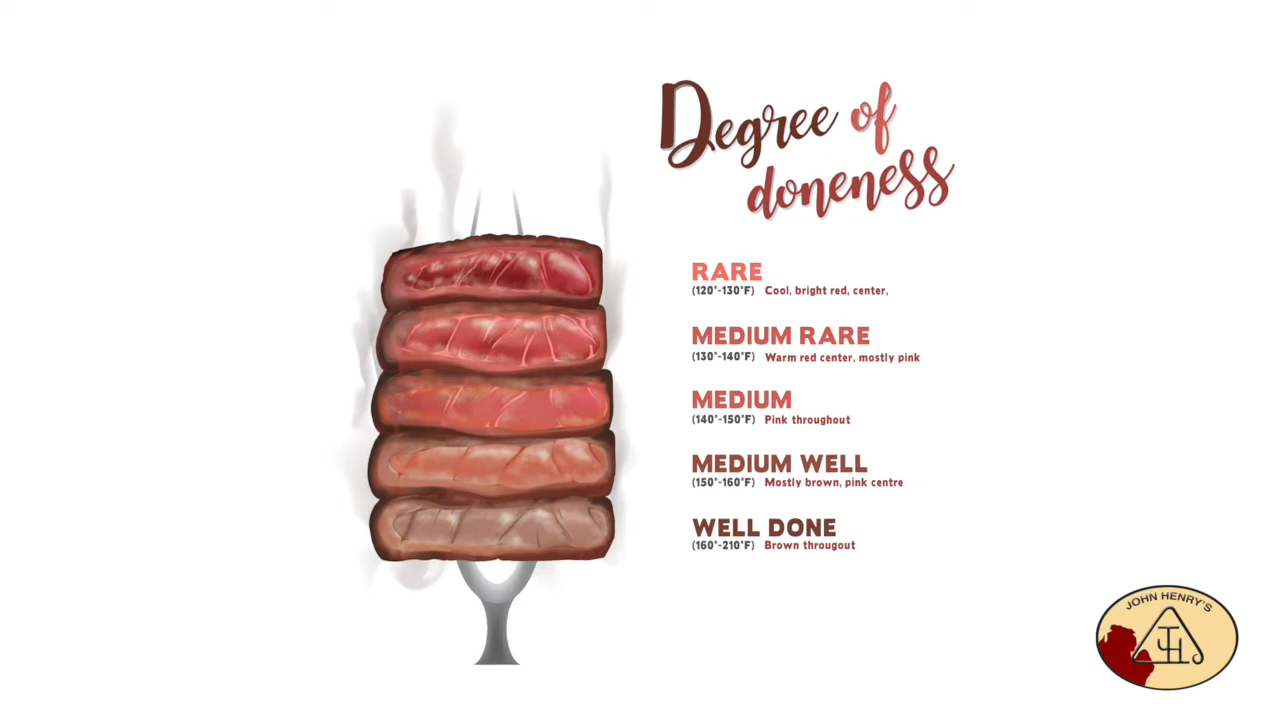 Degree of
doneness
RARE
(120°-130°F) Cool, bright red, center,
MEDIUM RARE
(130°-140°F) Warm red center, mostly pink
MEDIUM
(140°-150°F) Pink throughout
MEDIUM WELL
(150°-160°F) Mostly brown, pink centre
WELL DONE
(160°-210°F) Brown througout
JOHN HENRY'S
JH